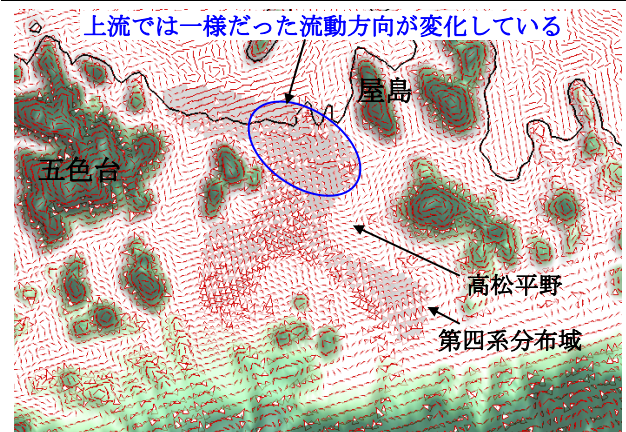 上流では一様だった流動方向が変化している
屋島
五色台
高松平野
第四系分布域